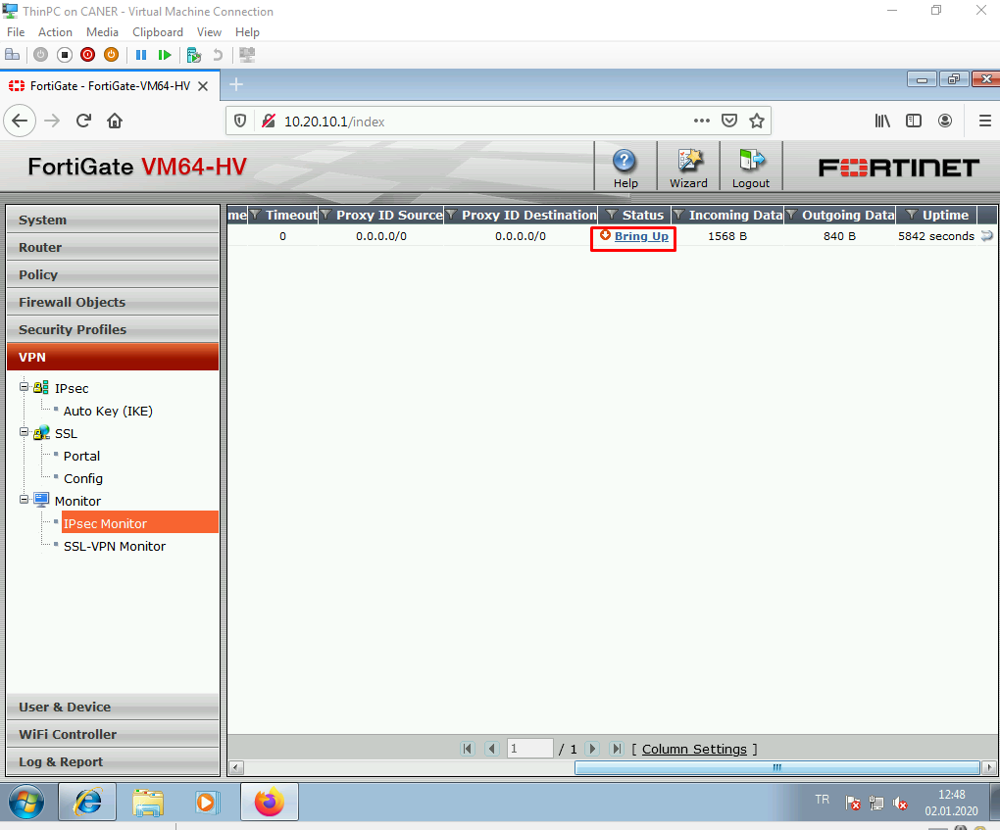 ThinPC on CANER - Virtual Machine Connection
File Action Media Clipboard View Help
FortiGate - FortiGate-VM64-HV
10.20.10.1/index
FortiGate VM64-HV
Help Wizard Logout
FORTINET
System
Router
Policy
Firewall Objects
Security Profiles
VPN
IPsec
Auto Key (IKE)
SSL
Portal
Config
Monitor
IPsec Monitor
SSL-VPN Monitor
User & Device
WiFi Controller
Log & Report
me Timeout Proxy ID Source Proxy ID Destination Status Incoming Data Outgoing Data Uptime
0 0.0.0.0/0 0.0.0.0/0 Bring Up 1568 B 840 B 5842 seconds
1 / 1 [ Column Settings ]
TR
12:48
02.01.2020